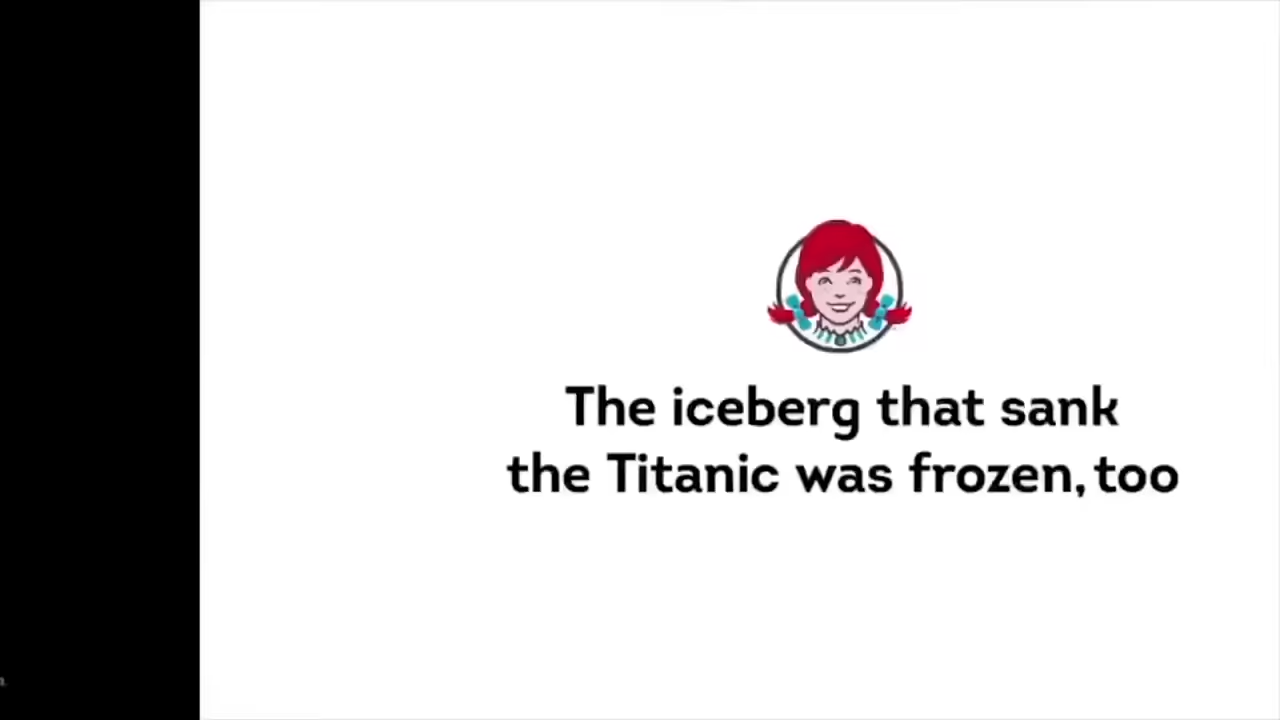 The iceberg that sank
the Titanic was frozen, too